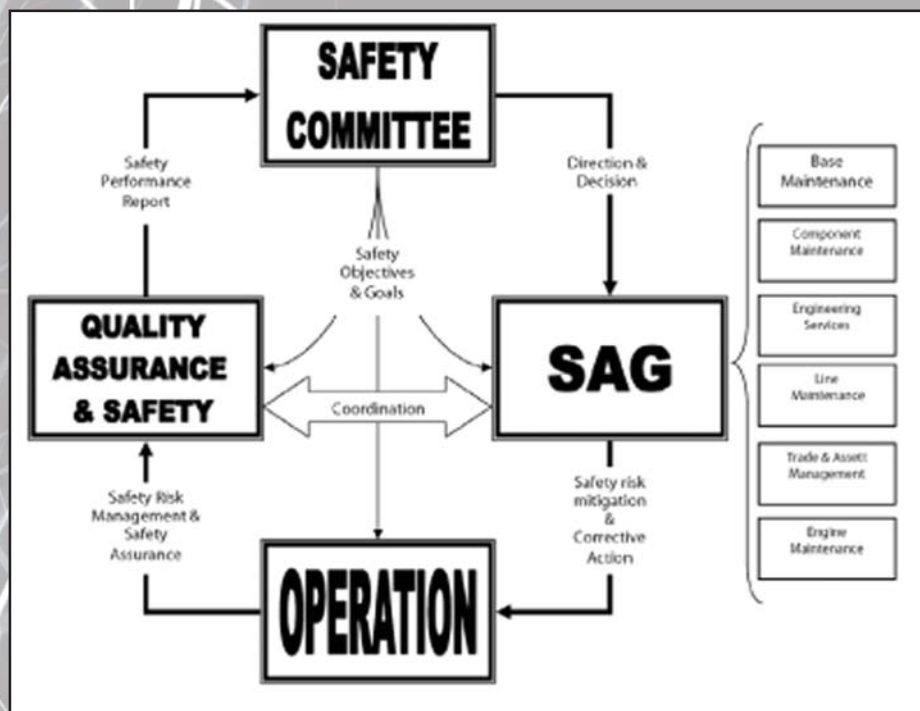 SAFETY
COMMITTEE
Safety
Performance
Report
Direction &
Decision
Safety
Objectives
& Goals
QUALITY
ASSURANCE
& SAFETY
SAG
Coordination
Safety Risk
Management &
Safety
Assurance
Safety risk
mitigation
&
Corrective
Action
OPERATION
Base
Maintenance
Component
Maintenance
Engineering
Services
Line
Maintenance
Trade & Assett
Management
Engine
Maintenance